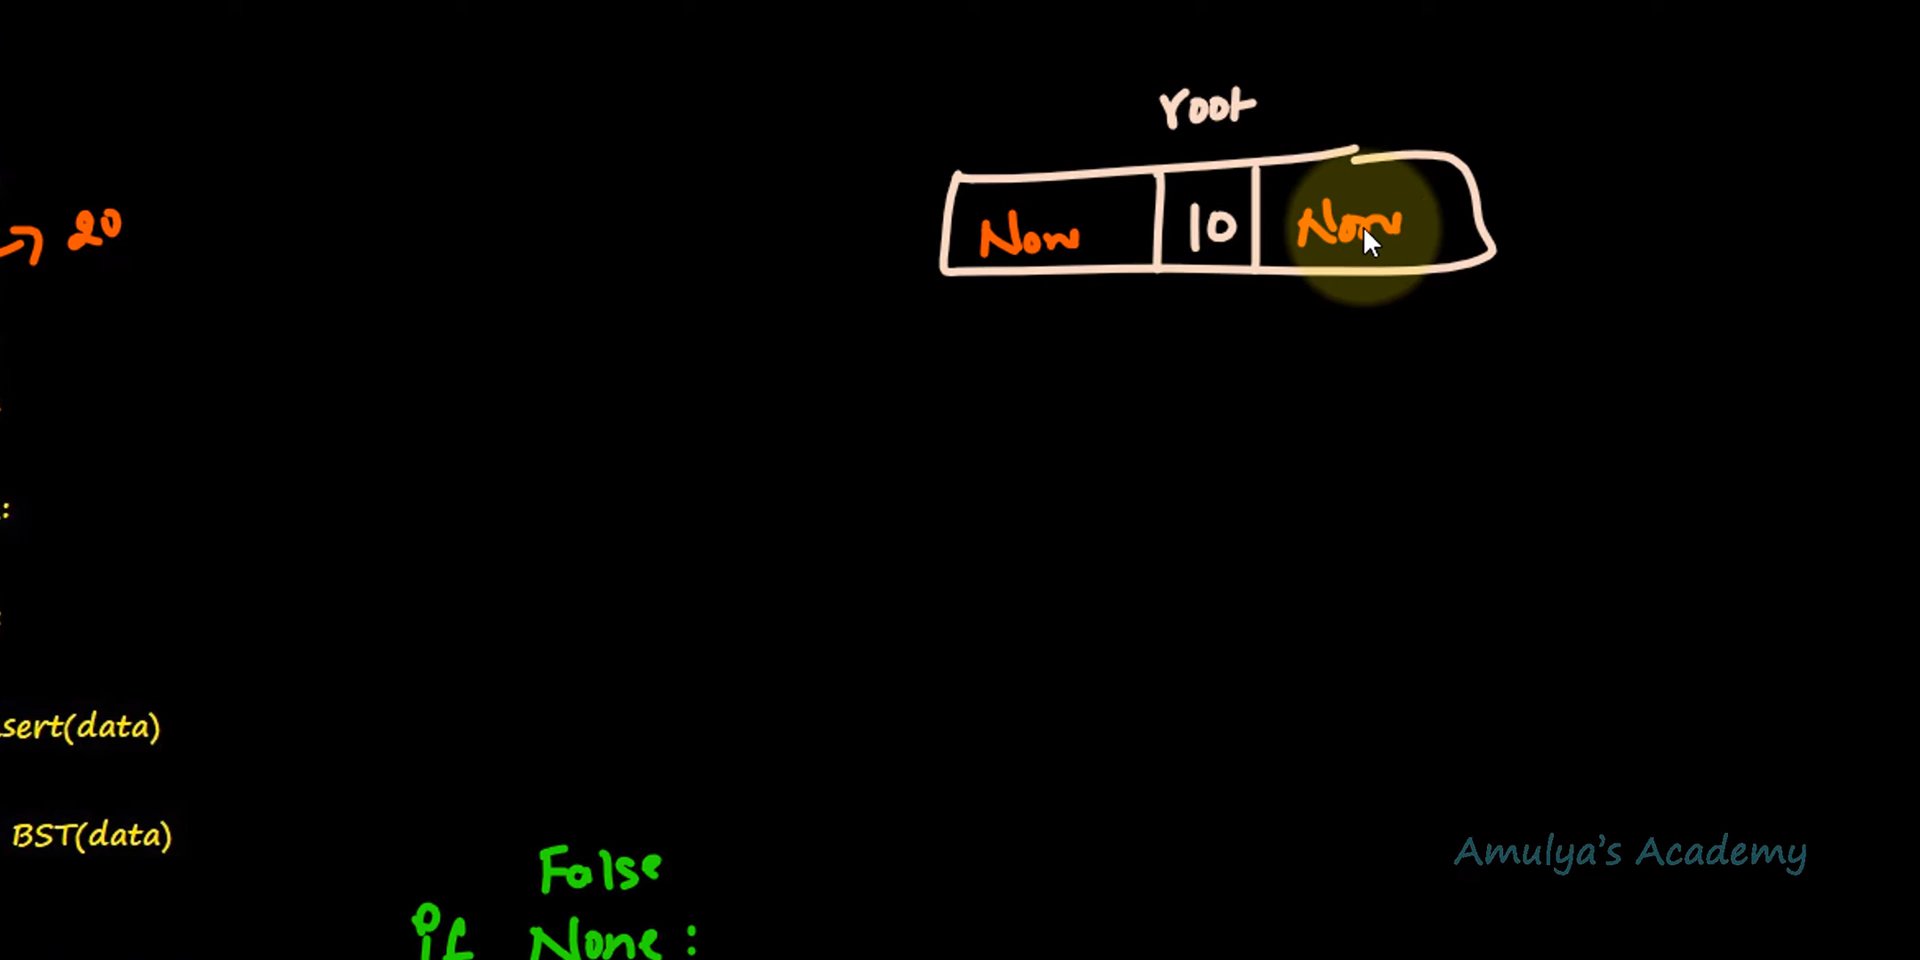 root
None 10 None
→ 20
:
sert(data)
BST(data)
False
if None :
Amulya's Academy